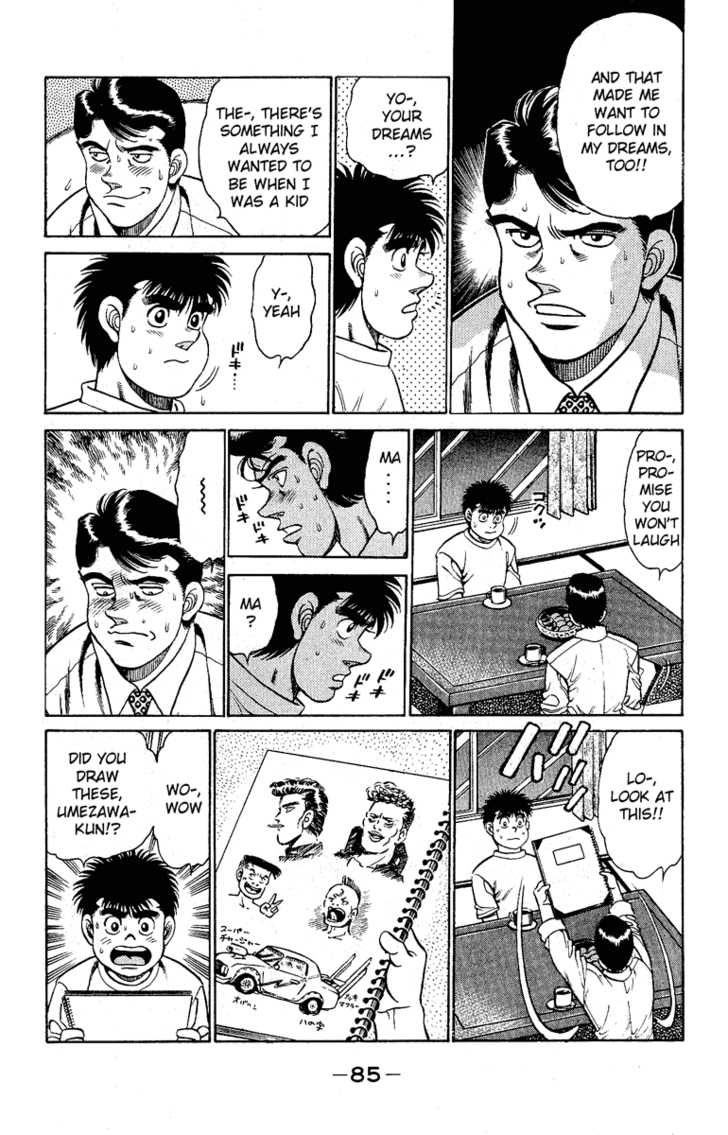 AND THAT
MADE ME
WANT TO
FOLLOW IN
MY DREAMS,
TOO!!
YO-,
YOUR
DREAMS
...?
THE-, THERE'S
SOMETHING I
ALWAYS
WANTED TO
BE WHEN I
WAS A KID
Y-,
YEAH
ドキ
PRO-,
PRO-
MISE
YOU
WON'T
LAUGH
コクッ
MA
....
ドキ
ドキ
MA
?
ドキ
ドキ
LO-,
LOOK AT
THIS!!
スーパー
チャージャー
WO-,
WOW
DID YOU
DRAW
THESE,
UMEZAWA-
KUN!?
-85-